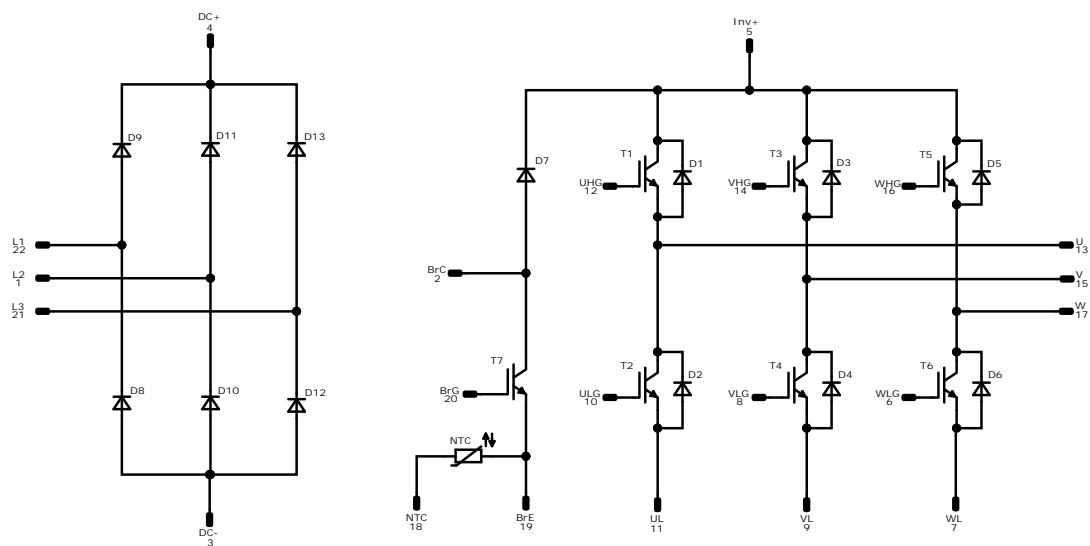 DC+
4
Inv+
5
D9
D11
D13
D7
T1
D1
T3
D3
T5
D5
UHG
12
VHG
14
WHG
16
L1
22
L2
1
L3
21
BrC
2
U
13
V
15
W
17
T7
BrG
20
D8
D10
D12
T2
D2
T4
D4
T6
D6
ULG
10
VLG
8
WLG
6
NTC
NTC
18
BrE
19
UL
11
VL
9
WL
7
DC-
3